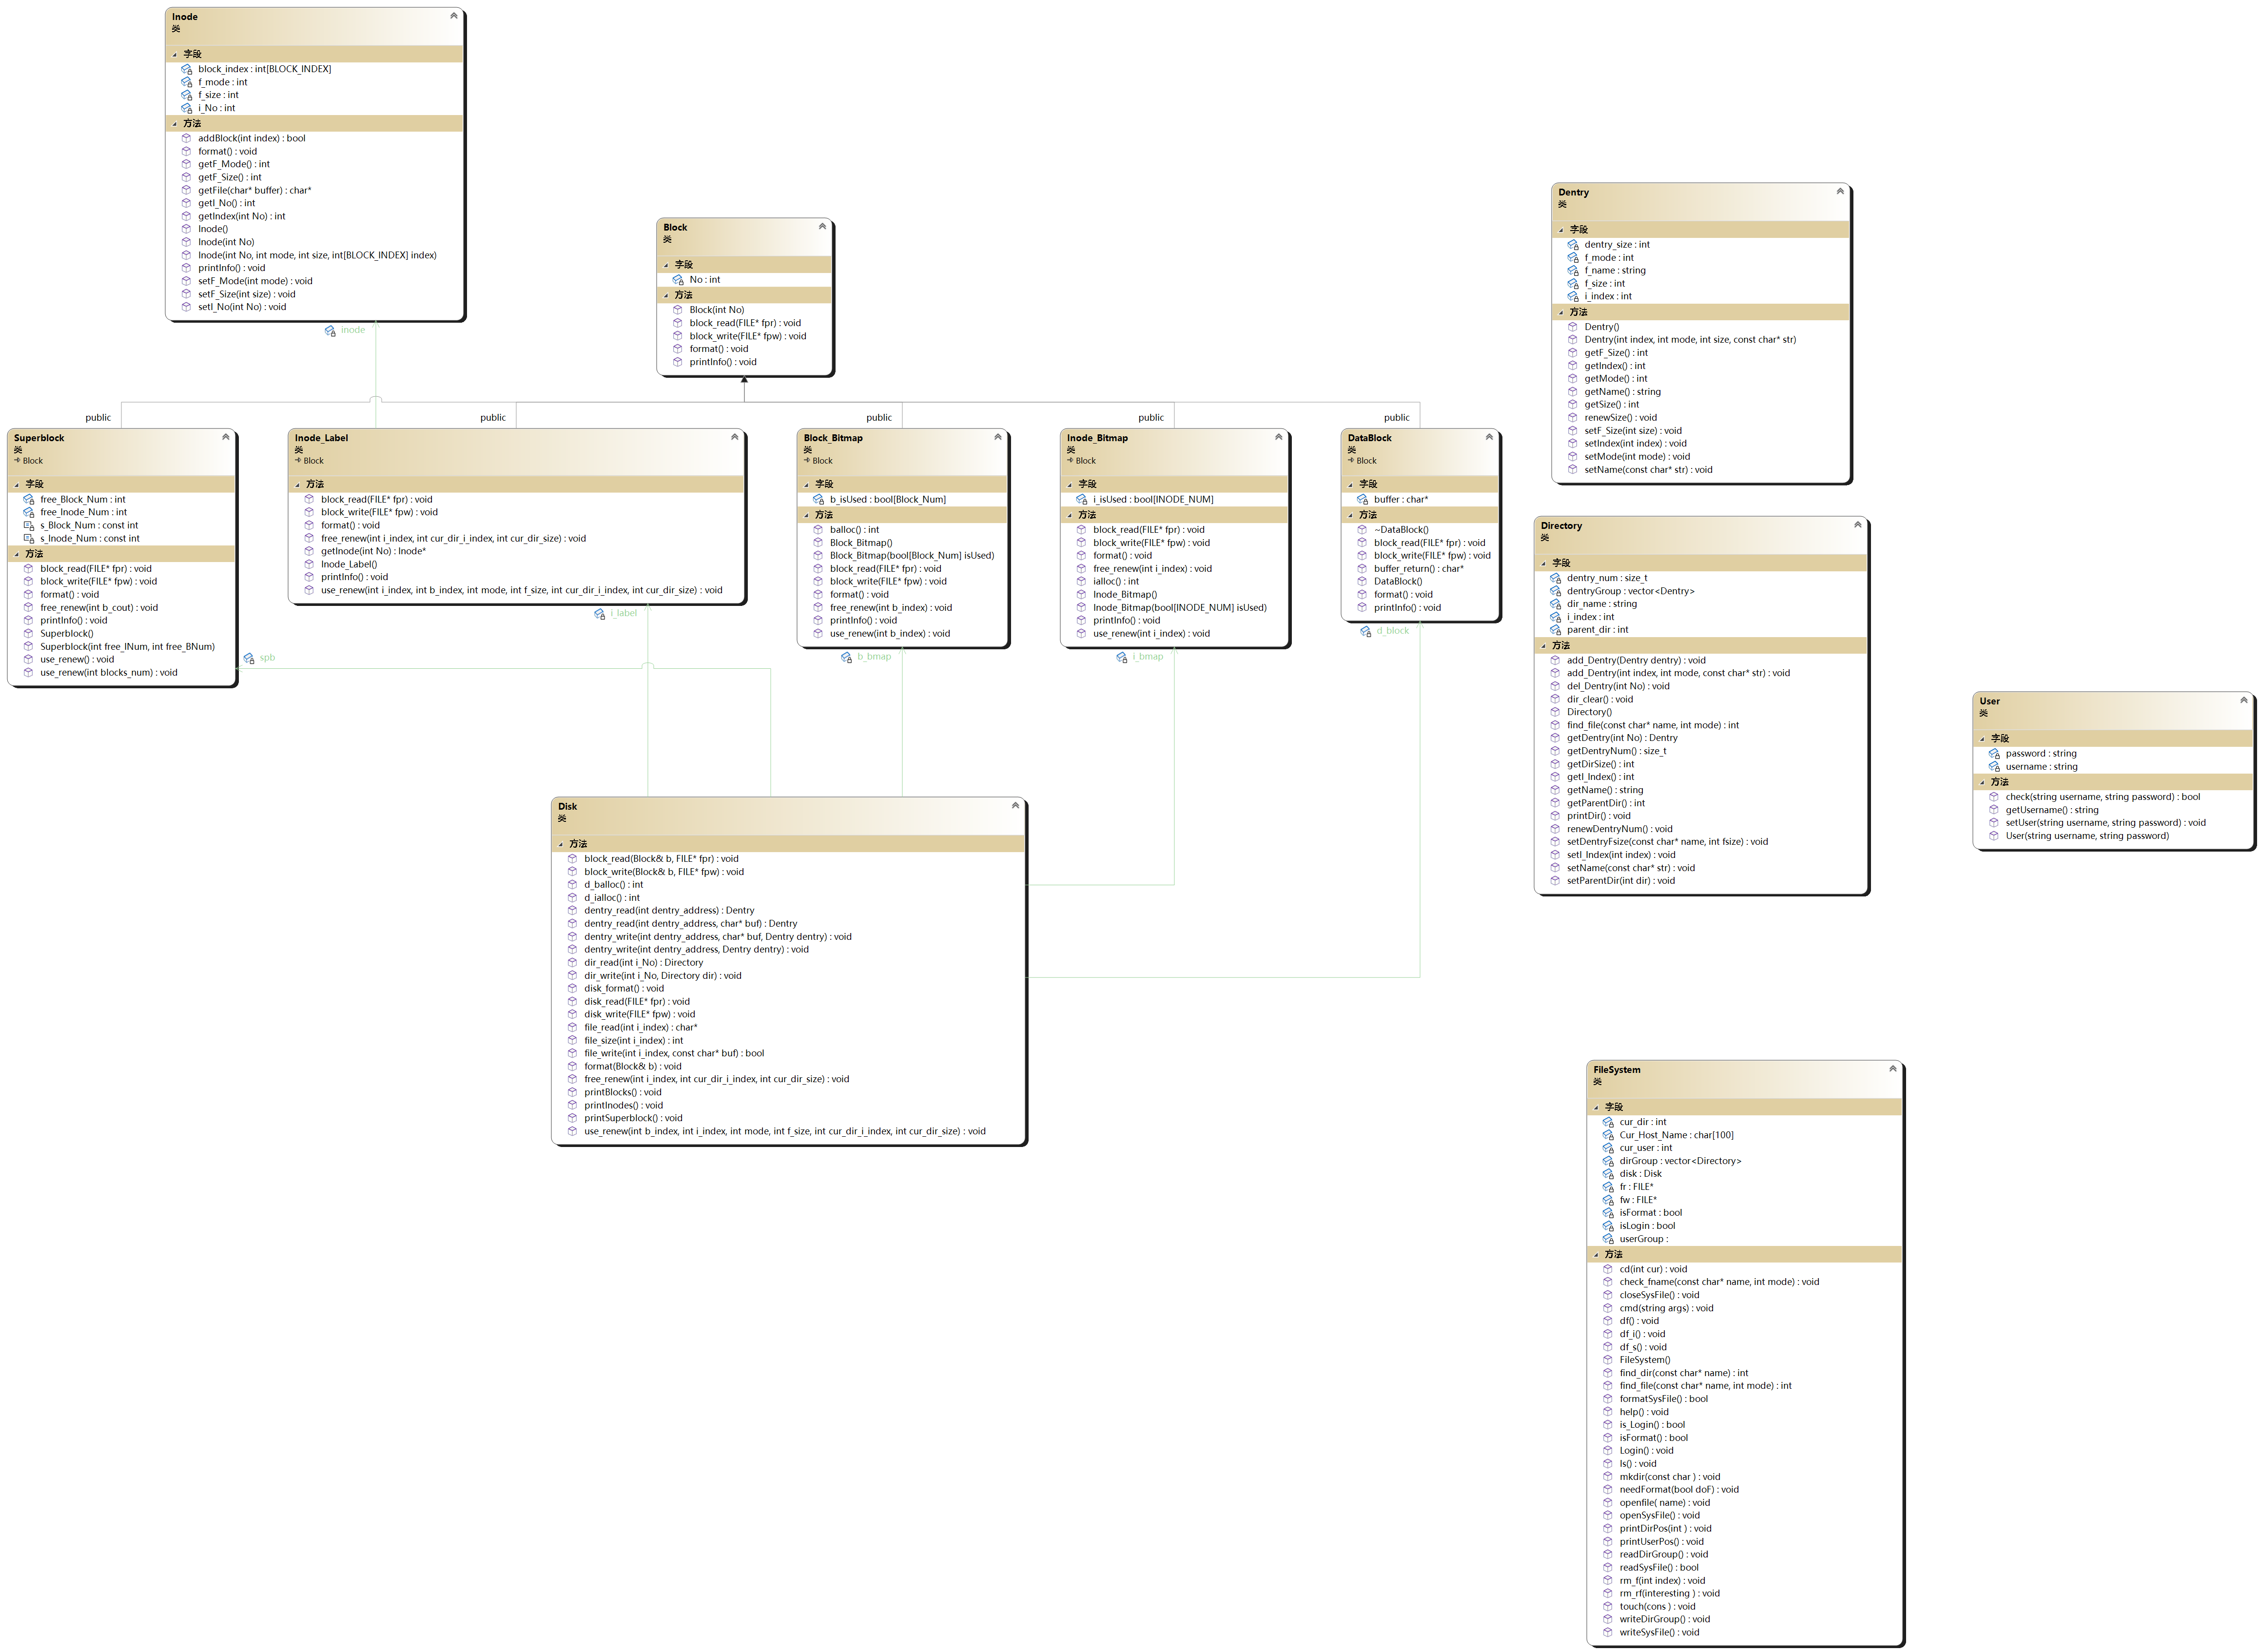 Inode
类
字段
block_index : int[BLOCK_INDEX]
f_mode : int
f_size : int
i_No : int
方法
addBlock(int index) : bool
format() : void
getF_Mode() : int
getF_Size() : int
getFile(char* buffer) : char*
getI_No() : int
getIndex(int No) : int
Inode()
Inode(int No)
Inode(int No, int mode, int size, int[BLOCK_INDEX] index)
printInfo() : void
setF_Mode(int mode) : void
setF_Size(int size) : void
setI_No(int No) : void
inode
Block
类
字段
No : int
方法
Block(int No)
block_read(FILE* fpr) : void
block_write(FILE* fpw) : void
format() : void
printInfo() : void
public
public
public
public
public
Superblock
类
Block
字段
free_Block_Num : int
free_Inode_Num : int
s_Block_Num : const int
s_Inode_Num : const int
方法
block_read(FILE* fpr) : void
block_write(FILE* fpw) : void
format() : void
free_renew(int b_cout) : void
printInfo() : void
Superblock()
Superblock(int free_INum, int free_BNum)
use_renew() : void
use_renew(int blocks_num) : void
spb
Inode_Label
类
Block
方法
block_read(FILE* fpr) : void
block_write(FILE* fpw) : void
format() : void
free_renew(int i_index, int cur_dir_i_index, int cur_dir_size) : void
getInode(int No) : Inode*
Inode_Label()
printInfo() : void
use_renew(int i_index, int b_index, int mode, int f_size, int cur_dir_i_index, int cur_dir_size) : void
i_label
Block_Bitmap
类
Block
字段
b_isUsed : bool[Block_Num]
方法
balloc() : int
Block_Bitmap()
Block_Bitmap(bool[Block_Num] isUsed)
block_read(FILE* fpr) : void
block_write(FILE* fpw) : void
format() : void
free_renew(int b_index) : void
printInfo() : void
use_renew(int b_index) : void
b_bmap
Inode_Bitmap
类
Block
字段
i_isUsed : bool[INODE_NUM]
方法
block_read(FILE* fpr) : void
block_write(FILE* fpw) : void
format() : void
free_renew(int i_index) : void
ialloc() : int
Inode_Bitmap()
Inode_Bitmap(bool[INODE_NUM] isUsed)
printInfo() : void
use_renew(int i_index) : void
i_bmap
DataBlock
类
Block
字段
buffer : char*
方法
~DataBlock()
block_read(FILE* fpr) : void
block_write(FILE* fpw) : void
buffer_return() : char*
DataBlock()
format() : void
printInfo() : void
d_block
Disk
类
方法
block_read(Block& b, FILE* fpr) : void
block_write(Block& b, FILE* fpw) : void
d_balloc() : int
d_ialloc() : int
dentry_read(int dentry_address) : Dentry
dentry_read(int dentry_address, char* buf) : Dentry
dentry_write(int dentry_address, char* buf, Dentry dentry) : void
dentry_write(int dentry_address, Dentry dentry) : void
dir_read(int i_No) : Directory
dir_write(int i_No, Directory dir) : void
disk_format() : void
disk_read(FILE* fpr) : void
disk_write(FILE* fpw) : void
file_read(int i_index) : char*
file_size(int i_index) : int
file_write(int i_index, const char* buf) : bool
format(Block& b) : void
free_renew(int i_index, int cur_dir_i_index, int cur_dir_size) : void
printBlocks() : void
printInodes() : void
printSuperblock() : void
use_renew(int b_index, int i_index, int mode, int f_size, int cur_dir_i_index, int cur_dir_size) : void
Dentry
类
字段
dentry_size : int
f_mode : int
f_name : string
f_size : int
i_index : int
方法
Dentry()
Dentry(int index, int mode, int size, const char* str)
getF_Size() : int
getIndex() : int
getMode() : int
getName() : string
getSize() : int
renewSize() : void
setF_Size(int size) : void
setIndex(int index) : void
setMode(int mode) : void
setName(const char* str) : void
Directory
类
字段
dentry_num : size_t
dentryGroup : vector<Dentry>
dir_name : string
i_index : int
parent_dir : int
方法
add_Dentry(Dentry dentry) : void
add_Dentry(int index, int mode, const char* str) : void
del_Dentry(int No) : void
dir_clear() : void
Directory()
find_file(const char* name, int mode) : int
getDentry(int No) : Dentry
getDentryNum() : size_t
getDirSize() : int
getI_Index() : int
getName() : string
getParentDir() : int
printDir() : void
renewDentryNum() : void
setDentryFsize(const char* name, int fsize) : void
setI_Index(int index) : void
setName(const char* str) : void
setParentDir(int dir) : void
User
类
字段
password : string
username : string
方法
check(string username, string password) : bool
getUsername() : string
setUser(string username, string password) : void
User(string username, string password)
FileSystem
类
字段
cur_dir : int
Cur_Host_Name : char[100]
cur_user : int
dirGroup : vector<Directory>
disk : Disk
fr : FILE*
fw : FILE*
isFormat : bool
isLogin : bool
userGroup :
方法
cd(int cur) : void
check_fname(const char* name, int mode) : void
closeSysFile() : void
cmd(string args) : void
df() : void
df_i() : void
df_s() : void
FileSystem()
find_dir(const char* name) : int
find_file(const char* name, int mode) : int
formatSysFile() : bool
help() : void
is_Login() : bool
isFormat() : bool
Login() : void
ls() : void
mkdir(const char ) : void
needFormat(bool doF) : void
openfile( name) : void
openSysFile() : void
printDirPos(int ) : void
printUserPos() : void
readDirGroup() : void
readSysFile() : bool
rm_f(int index) : void
rm_rf(interesting ) : void
touch(cons ) : void
writeDirGroup() : void
writeSysFile() : void